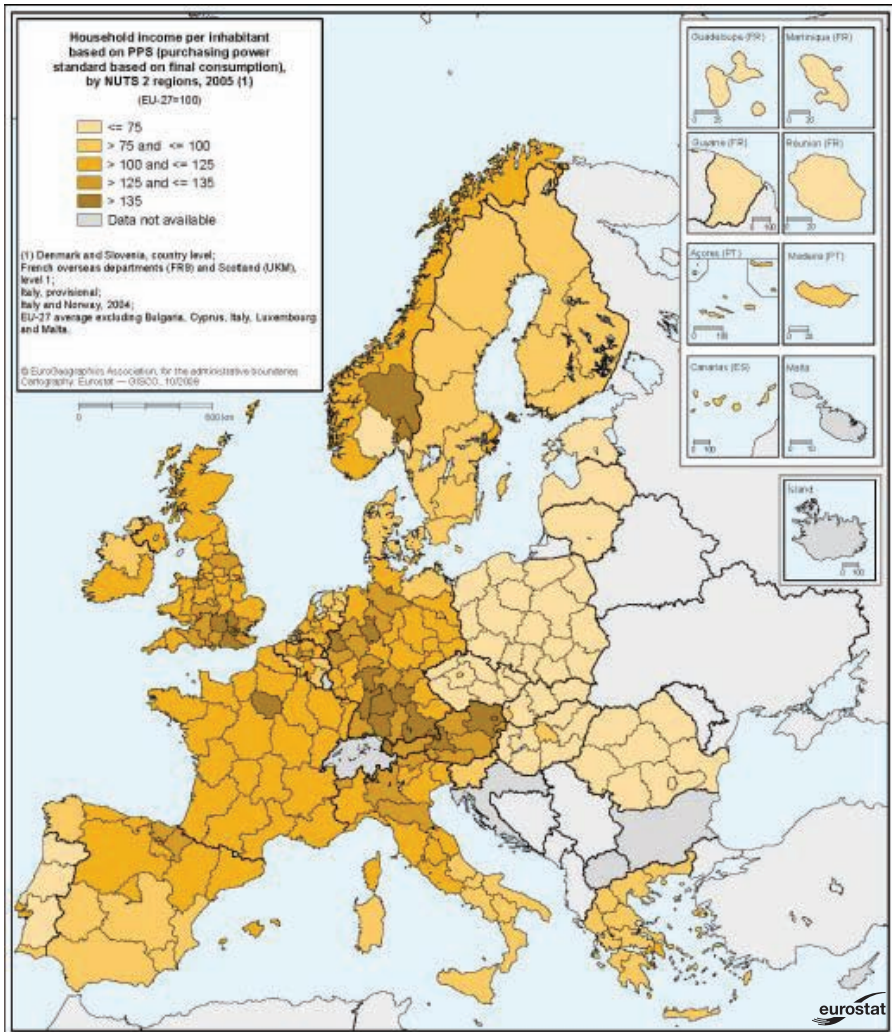 Household income per inhabitant
based on PPS (purchasing power
standard based on final consumption),
by NUTS 2 regions, 2005 (1)
(EU-27=100)
<= 75
> 75 and <= 100
> 100 and <= 125
> 125 and <= 135
> 135
Data not available
(1) Denmark and Slovenia, country level;
French overseas departments (FR9) and Scotland (UKM),
level 1;
Italy, provisional;
Italy and Norway, 2004;
EU-27 average excluding Bulgaria, Cyprus, Italy, Luxembourg
and Malta.
© EuroGeographics Association, for the administrative boundaries
Cartography: Eurostat — GISCO, 10/2008
0 600 km
Guadeloupe (FR)
0 25
Martinique (FR)
0 20
Guyane (FR)
0 100
Réunion (FR)
0 20
Açores (PT)
0 100
Madeira (PT)
0 20
Canarias (ES)
0 100
Malta
0 10
Ísland
0 100
eurostat